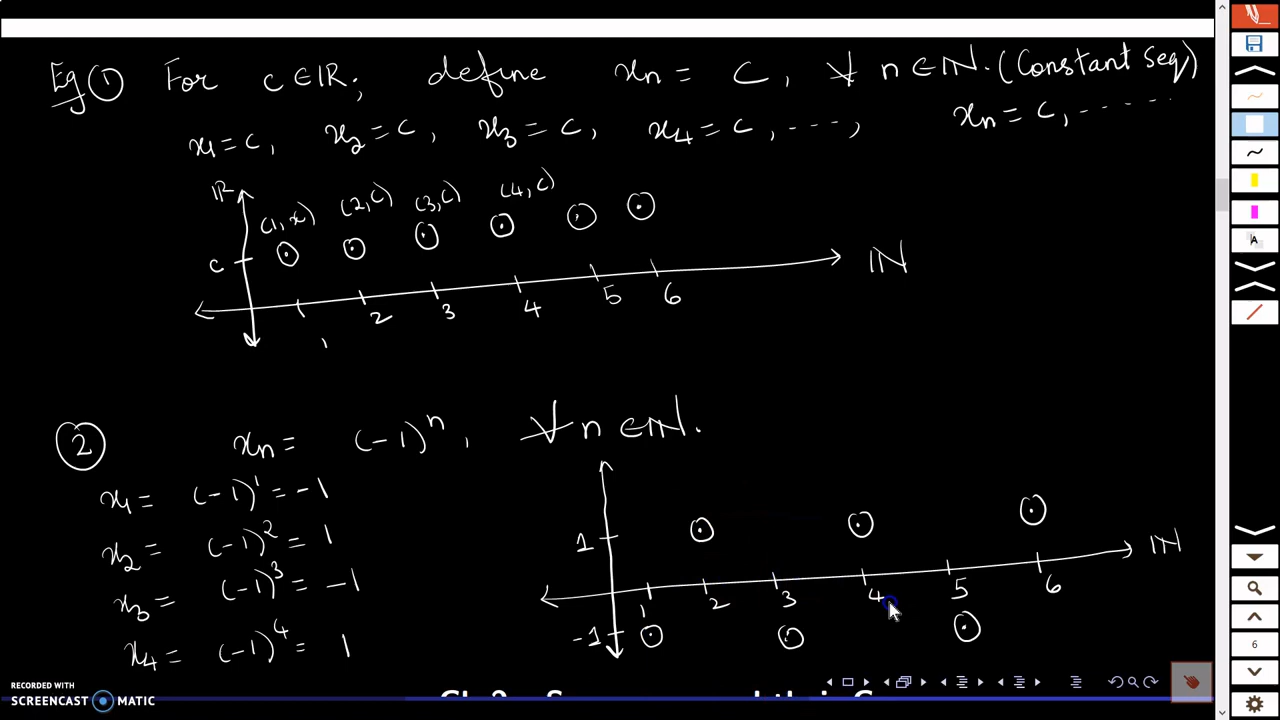 Eg ① For c ∈ ℝ; define xn = C, ∀ n ∈ ℕ. (Constant Seq)
x1 = c, x2 = c, x3 = c, x4 = c, ...., xn = c, ......
ℝ
(1,x) (2,c) (3,c) (4,c)
c
ℕ
1 2 3 4 5 6
② xn = (-1)^n, ∀ n ∈ ℕ.
x1 = (-1)^1 = -1
x2 = (-1)^2 = 1
x3 = (-1)^3 = -1
x4 = (-1)^4 = 1
1
ℕ
1 2 3 4 5 6
-1
RECORDED WITH
SCREENCAST MATIC
6
A